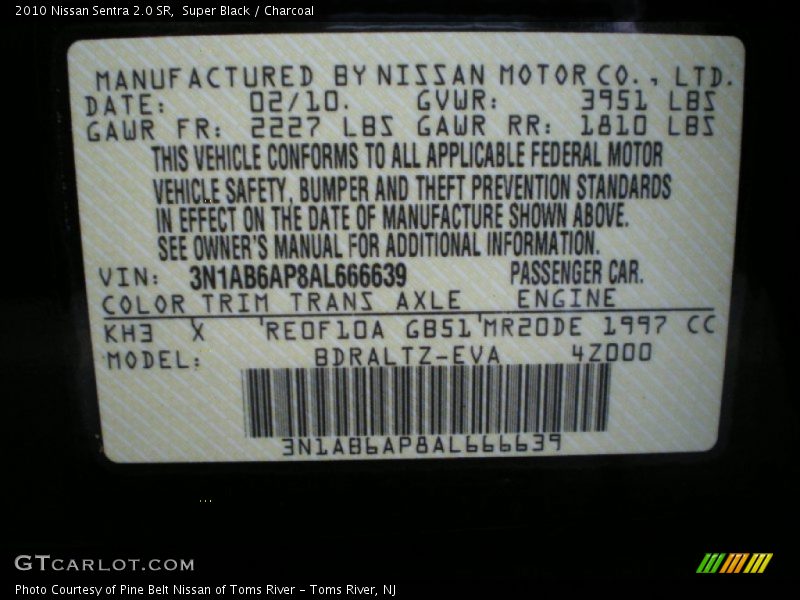 2010 Nissan Sentra 2.0 SR,  Super Black / Charcoal
MANUFACTURED BY NISSAN MOTOR CO., LTD.
DATE: 02/10. GVWR: 3951 LBS
GAWR FR: 2227 LBS GAWR RR: 1810 LBS
THIS VEHICLE CONFORMS TO ALL APPLICABLE FEDERAL MOTOR
VEHICLE SAFETY, BUMPER AND THEFT PREVENTION STANDARDS
IN EFFECT ON THE DATE OF MANUFACTURE SHOWN ABOVE.
SEE OWNER'S MANUAL FOR ADDITIONAL INFORMATION.
VIN: 3N1AB6AP8AL666639 PASSENGER CAR.
COLOR TRIM TRANS AXLE ENGINE
KH3 X 'RE0F10A GB51'MR20DE 1997 CC
MODEL: BDRALTZ-EVA 4Z000
3N1AB6AP8AL666639
...
GTCARLOT.COM
Photo Courtesy of Pine Belt Nissan of Toms River – Toms River, NJ